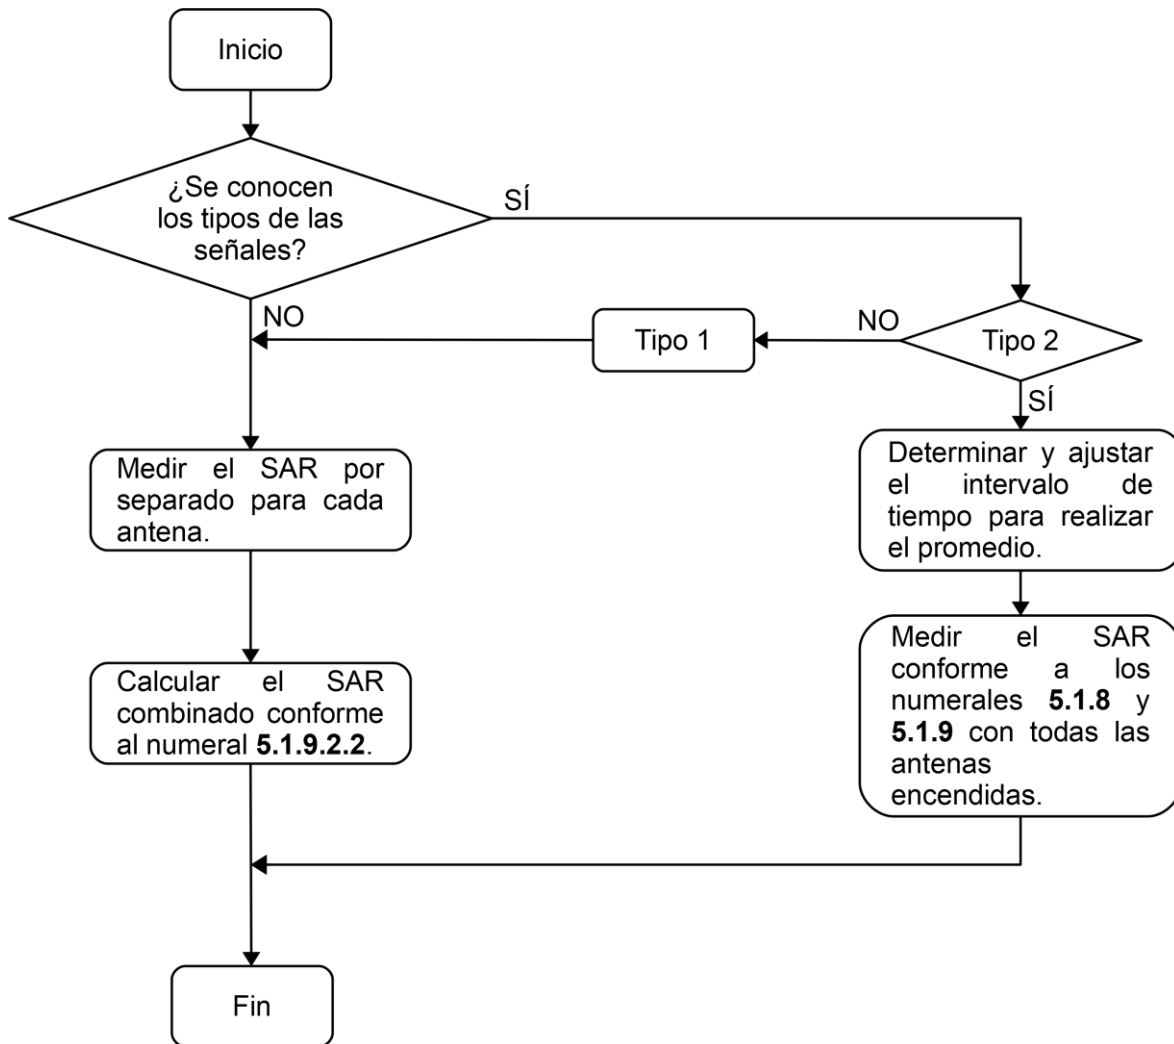 Inicio
¿Se conocen
los tipos de las
señales?
SÍ
NO
Tipo 1
NO
Tipo 2
SÍ
Medir el SAR por
separado para cada
antena.
Determinar y ajustar
el intervalo de
tiempo para realizar
el promedio.
Calcular el SAR
combinado conforme
al numeral 5.1.9.2.2.
Medir el SAR
conforme a los
numerales 5.1.8 y
5.1.9 con todas las
antenas
encendidas.
Fin